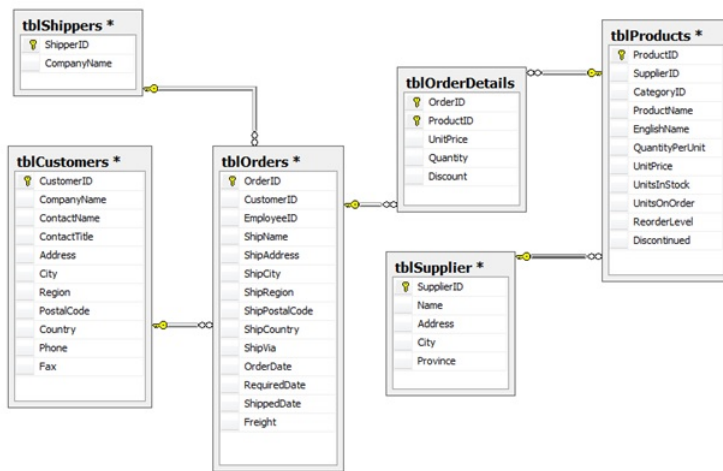 tblShippers *
ShipperID
CompanyName
tblCustomers *
CustomerID
CompanyName
ContactName
ContactTitle
Address
City
Region
PostalCode
Country
Phone
Fax
tblOrders *
OrderID
CustomerID
EmployeeID
ShipName
ShipAddress
ShipCity
ShipRegion
ShipPostalCode
ShipCountry
ShipVia
OrderDate
RequiredDate
ShippedDate
Freight
tblOrderDetails
OrderID
ProductID
UnitPrice
Quantity
Discount
tblSupplier *
SupplierID
Name
Address
City
Province
tblProducts *
ProductID
SupplierID
CategoryID
ProductName
EnglishName
QuantityPerUnit
UnitPrice
UnitsInStock
UnitsOnOrder
ReorderLevel
Discontinued